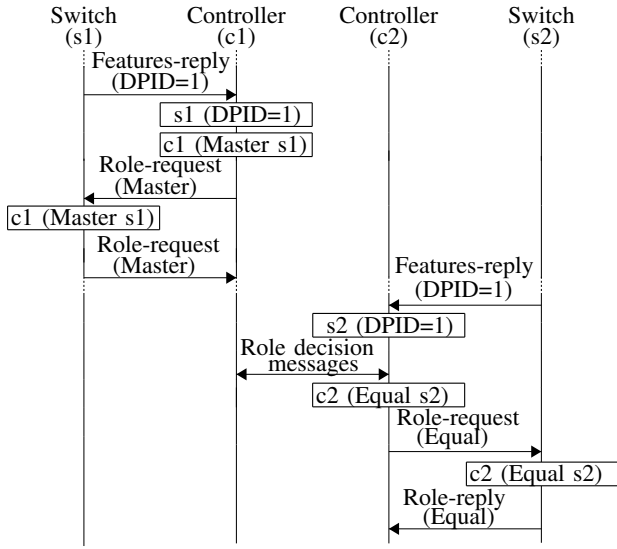 Switch
(s1)
Controller
(c1)
Controller
(c2)
Switch
(s2)
Features-reply
(DPID=1)
s1 (DPID=1)
c1 (Master s1)
Role-request
(Master)
c1 (Master s1)
Role-request
(Master)
Features-reply
(DPID=1)
s2 (DPID=1)
Role decision
messages
c2 (Equal s2)
Role-request
(Equal)
c2 (Equal s2)
Role-reply
(Equal)